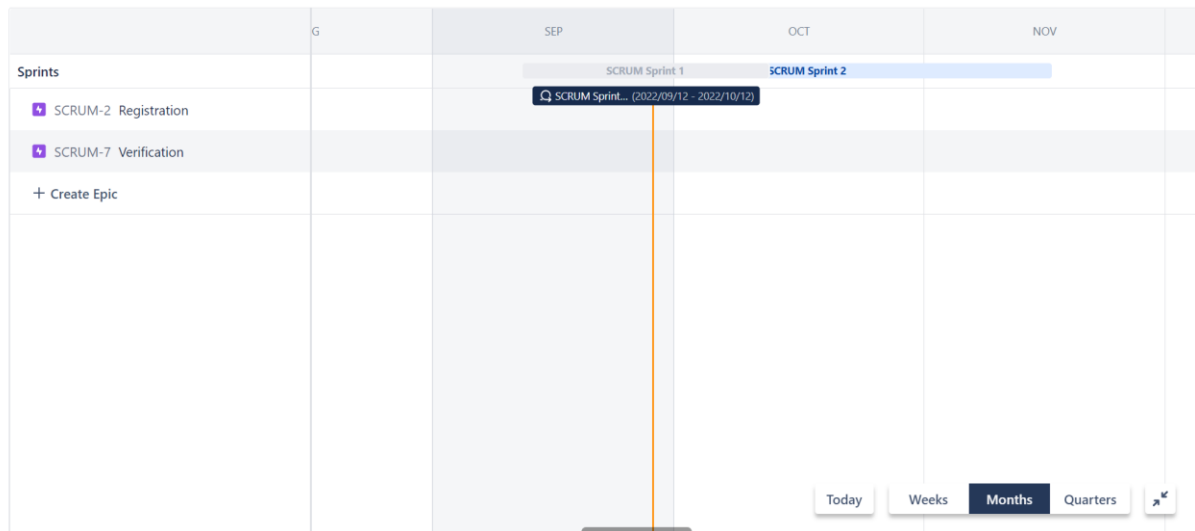 G SEP OCT NOV
Sprints SCRUM Sprint 1 SCRUM Sprint 2
SCRUM Sprint... (2022/09/12 - 2022/10/12)
SCRUM-2 Registration
SCRUM-7 Verification
+ Create Epic
Today Weeks Months Quarters